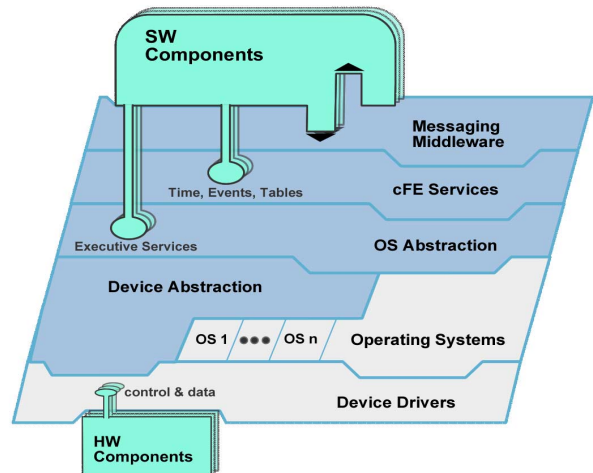 SW
Components
Messaging
Middleware
Time, Events, Tables
cFE Services
Executive Services
OS Abstraction
Device Abstraction
OS 1
OS n
Operating Systems
control & data
Device Drivers
HW
Components